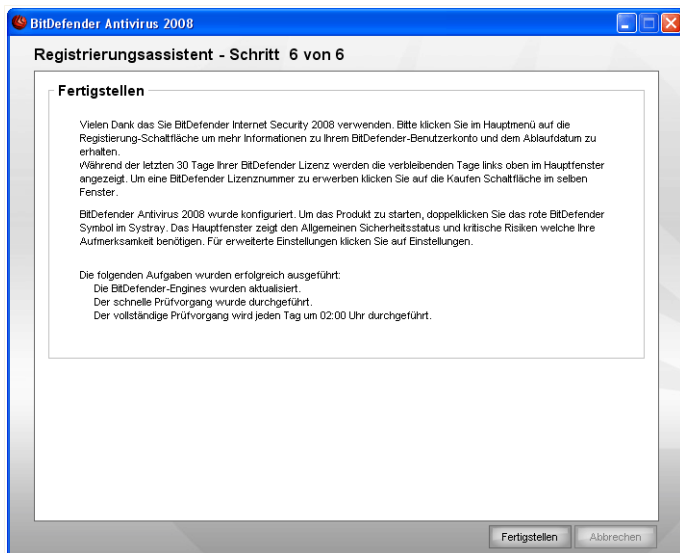 BitDefender Antivirus 2008
Registrierungsassistent - Schritt 6 von 6
Fertigstellen
Vielen Dank das Sie BitDefender Internet Security 2008 verwenden. Bitte klicken Sie im Hauptmenü auf die
Registierung-Schaltfläche um mehr Informationen zu Ihrem BitDefender-Benutzerkonto und dem Ablaufdatum zu
erhalten.
Während der letzten 30 Tage Ihrer BitDefender Lizenz werden die verbleibenden Tage links oben im Hauptfenster
angezeigt. Um eine BitDefender Lizenznummer zu erwerben klicken Sie auf die Kaufen Schaltfläche im selben
Fenster.
BitDefender Antivirus 2008 wurde konfiguriert. Um das Produkt zu starten, doppelklicken Sie das rote BitDefender
Symbol im Systray. Das Hauptfenster zeigt den Allgemeinen Sicherheitsstatus und kritische Risiken welche Ihre
Aufmerksamkeit benötigen. Für erweiterte Einstellungen klicken Sie auf Einstellungen.
Die folgenden Aufgaben wurden erfolgreich ausgeführt:
Die BitDefender-Engines wurden aktualisiert.
Der schnelle Prüfvorgang wurde durchgeführt.
Der vollständige Prüfvorgang wird jeden Tag um 02:00 Uhr durchgeführt.
Fertigstellen
Abbrechen